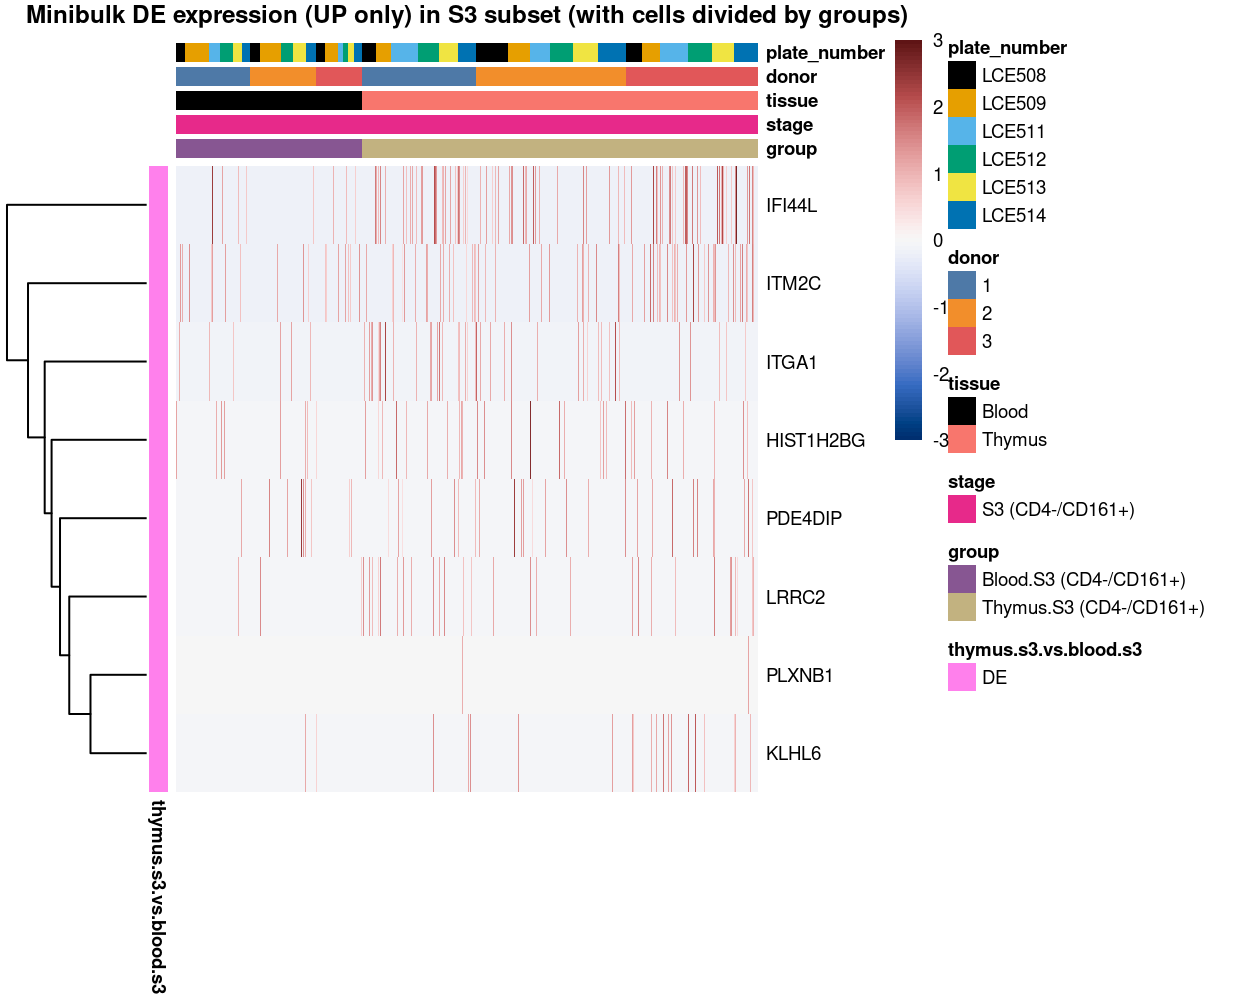 Minibulk DE expression (UP only) in S3 subset (with cells divided by groups)
plate_number
donor
tissue
stage
group
IFI44L
ITM2C
ITGA1
HIST1H2BG
PDE4DIP
LRRC2
PLXNB1
KLHL6
thymus.s3.vs.blood.s3
3
2
1
0
-1
-2
-3
plate_number
LCE508
LCE509
LCE511
LCE512
LCE513
LCE514
donor
1
2
3
tissue
Blood
Thymus
stage
S3 (CD4-/CD161+)
group
Blood.S3 (CD4-/CD161+)
Thymus.S3 (CD4-/CD161+)
thymus.s3.vs.blood.s3
DE